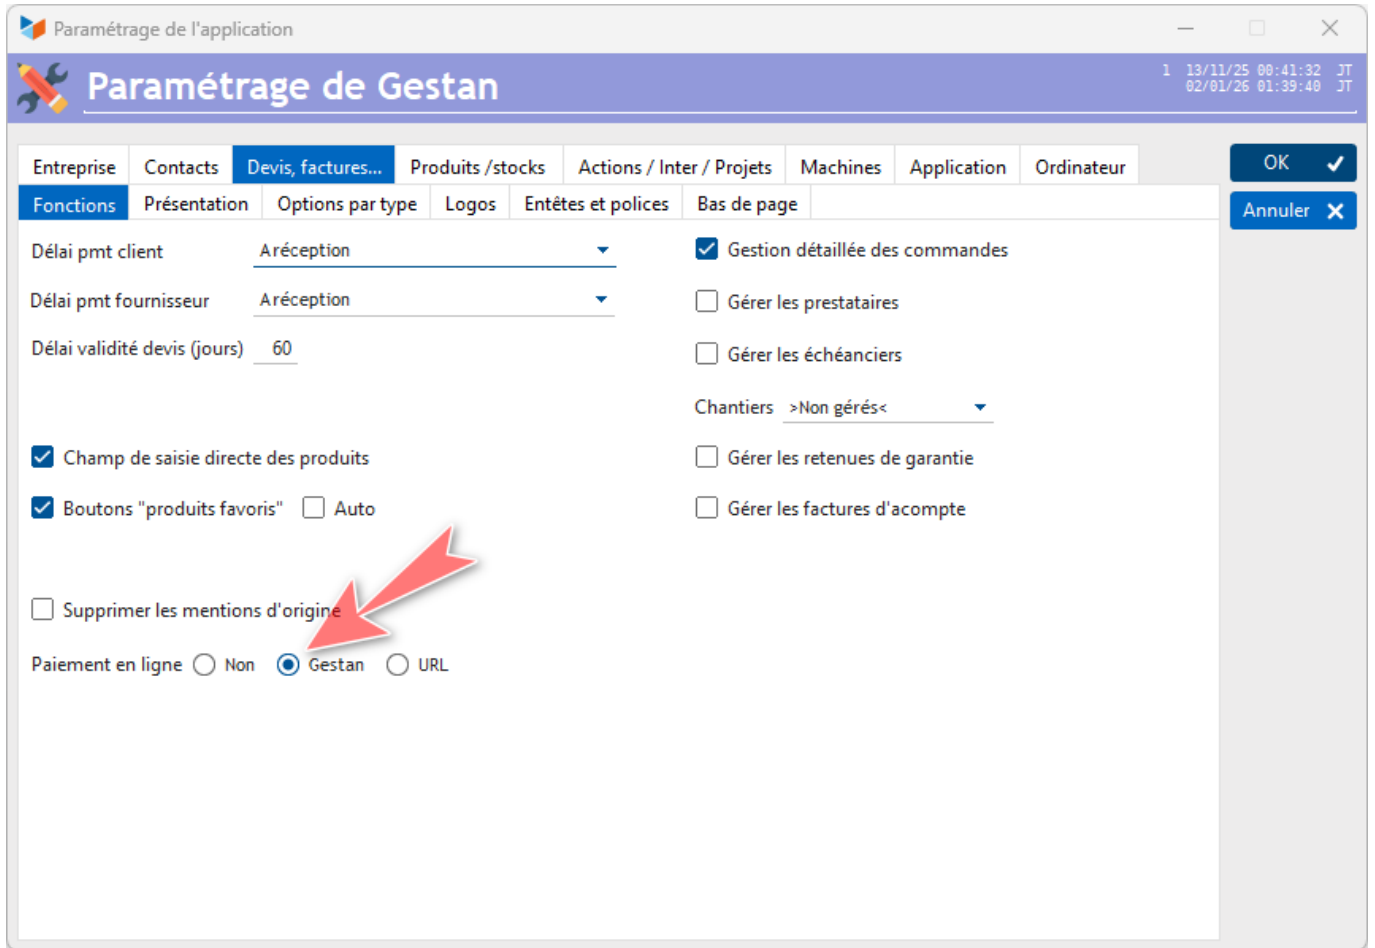 Paramétrage de l'application
Paramétrage de Gestan
1 13/11/25 00:41:32 JT
02/01/26 01:39:40 JT
Entreprise Contacts Devis, factures... Produits /stocks Actions / Inter / Projets Machines Application Ordinateur
OK
Fonctions Présentation Options par type Logos Entêtes et polices Bas de page
Annuler
Délai pmt client A réception
Gestion détaillée des commandes
Délai pmt fournisseur A réception
Gérer les prestataires
Délai validité devis (jours) 60
Gérer les échéanciers
Chantiers >Non gérés<
Champ de saisie directe des produits
Gérer les retenues de garantie
Boutons "produits favoris" Auto
Gérer les factures d'acompte
Supprimer les mentions d'origine
Paiement en ligne Non Gestan URL